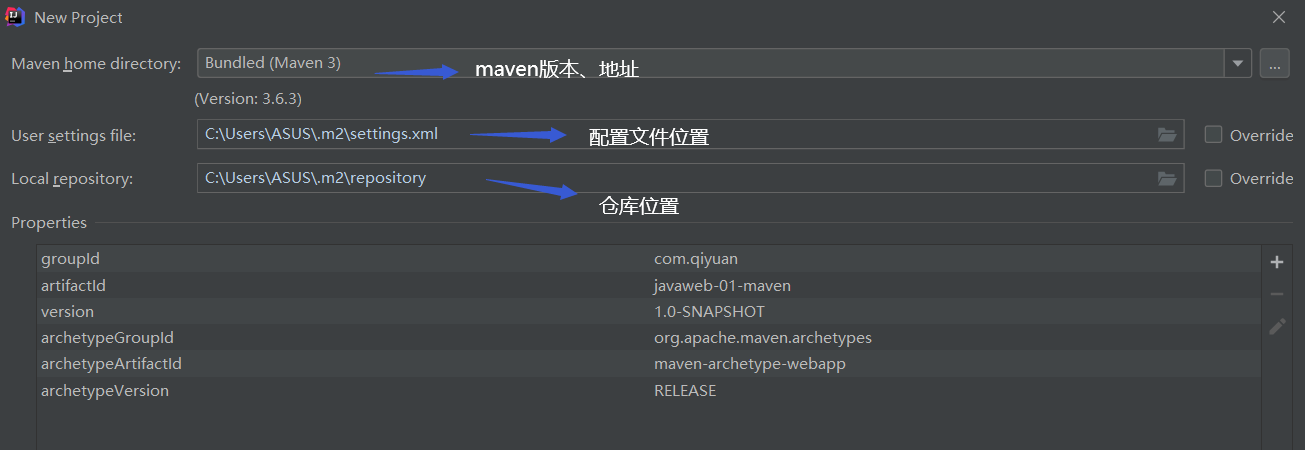 New Project
Maven home directory: Bundled (Maven 3) ... maven版本、地址
(Version: 3.6.3)
User settings file: C:\Users\ASUS\.m2\settings.xml 配置文件位置 Override
Local repository: C:\Users\ASUS\.m2\repository Override
仓库位置
Properties
groupId com.qiyuan
artifactId javaweb-01-maven
version 1.0-SNAPSHOT
archetypeGroupId org.apache.maven.archetypes
archetypeArtifactId maven-archetype-webapp
archetypeVersion RELEASE